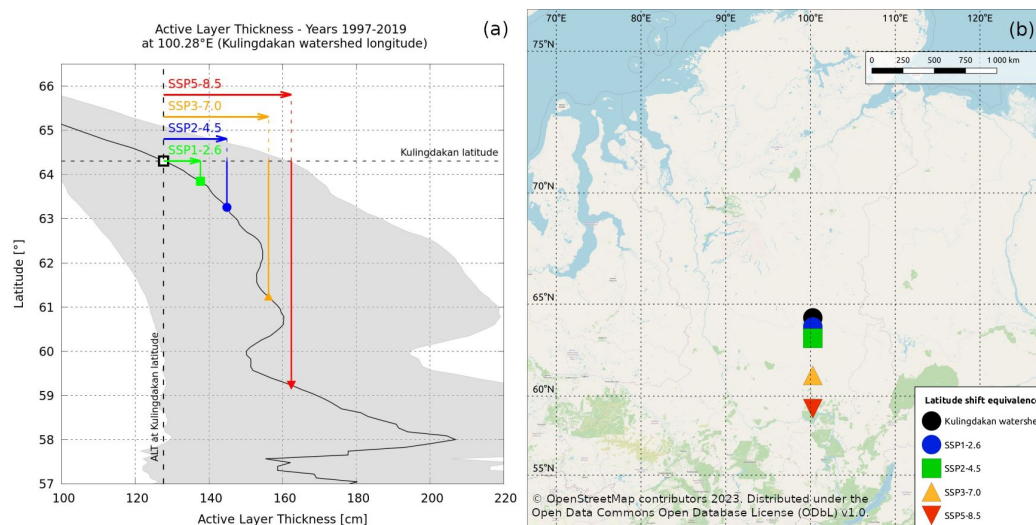 Active Layer Thickness - Years 1997-2019
at 100.28°E (Kulingdakan watershed longitude)
(a)
SSP5-8.5
SSP3-7.0
SSP2-4.5
SSP1-2.6
Kulingdakan latitude
ALT at Kulingdakan latitude
Latitude [°]
66
65
64
63
62
61
60
59
58
57
100
120
140
160
180
200
220
Active Layer Thickness [cm]
70°E
80°E
90°E
100°E
110°E
120°E
(b)
75°N
70°N
65°N
60°N
55°N
0 250 500 750 1 000 km
Latitude shift equivalence
Kulingdakan watershed
SSP1-2.6
SSP2-4.5
SSP3-7.0
SSP5-8.5
© OpenStreetMap contributors 2023. Distributed under the
Open Data Commons Open Database License (ODbL) v1.0.